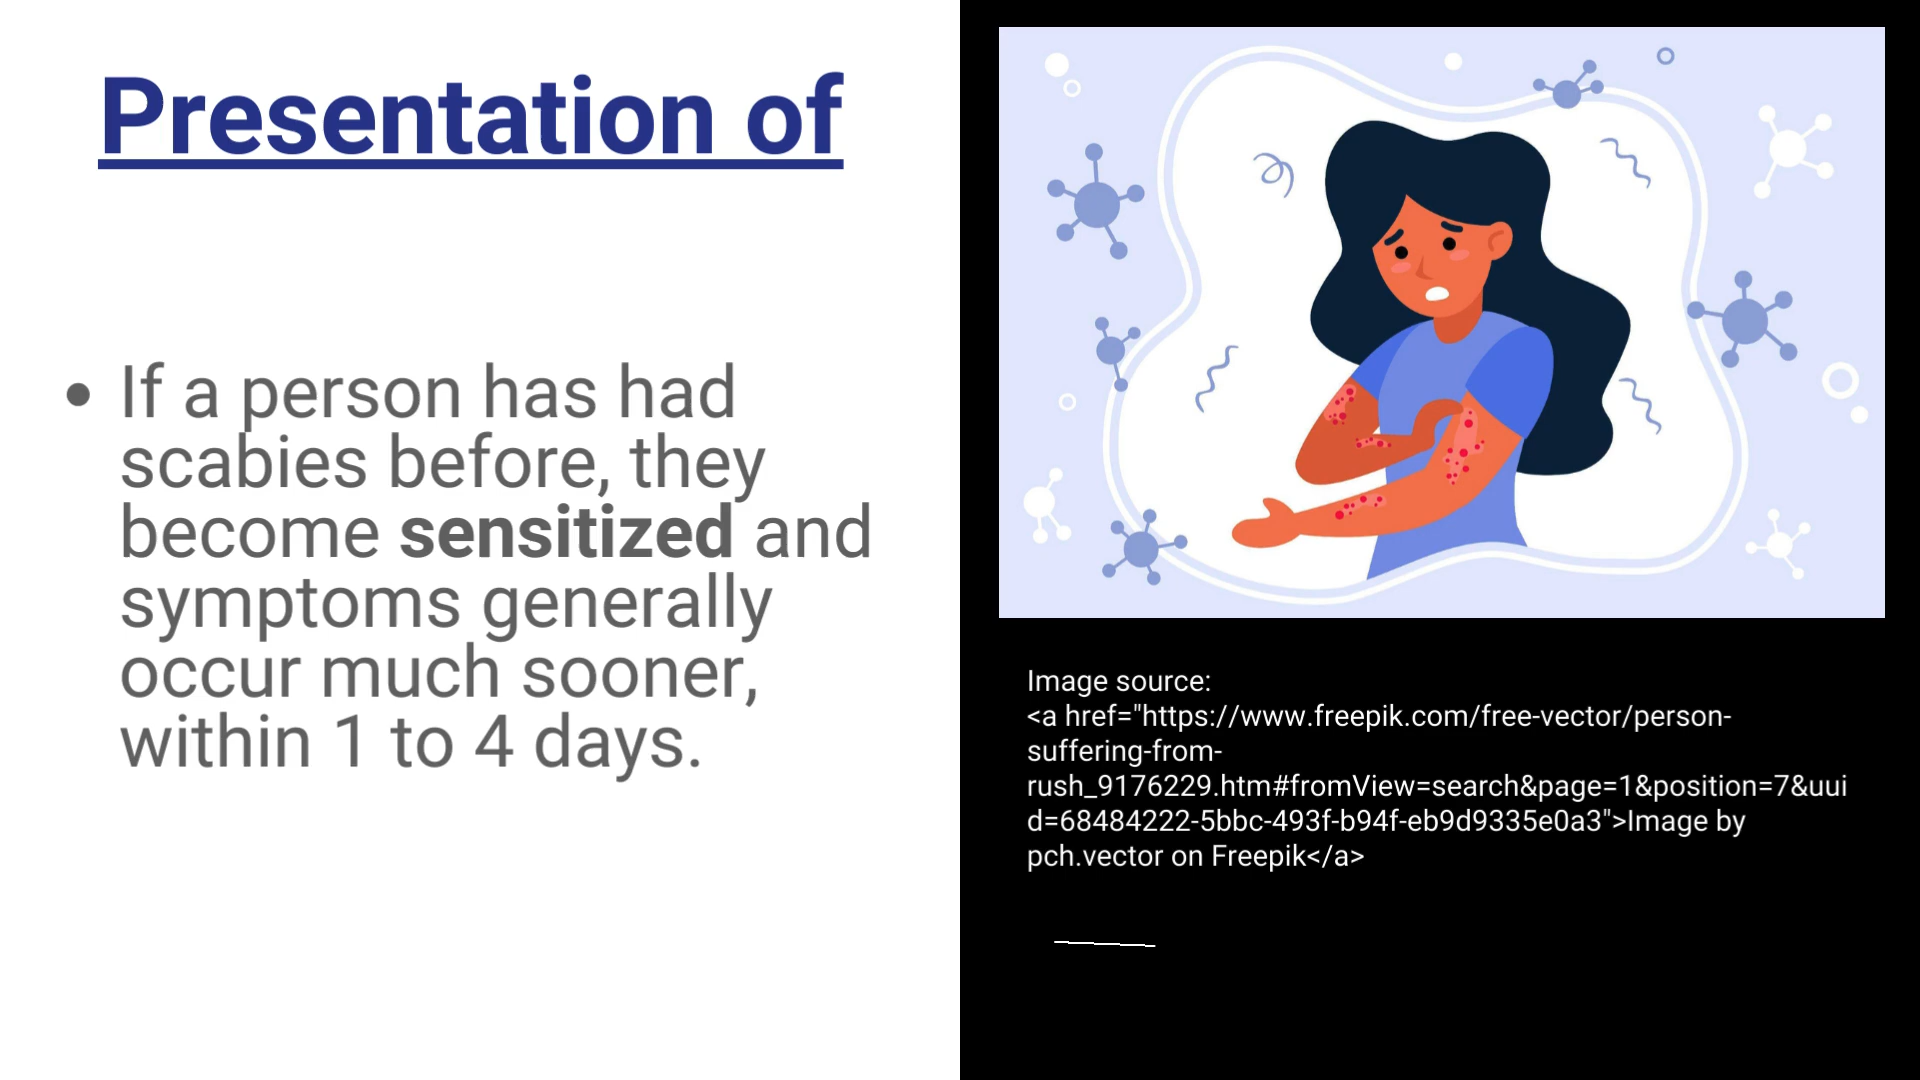 Presentation of
• If a person has had
scabies before, they
become sensitized and
symptoms generally
occur much sooner,
within 1 to 4 days.
Image source:
<a href="https://www.freepik.com/free-vector/person-
suffering-from-
rush_9176229.htm#fromView=search&page=1&position=7&uui
d=68484222-5bbc-493f-b94f-eb9d9335e0a3">Image by
pch.vector on Freepik</a>